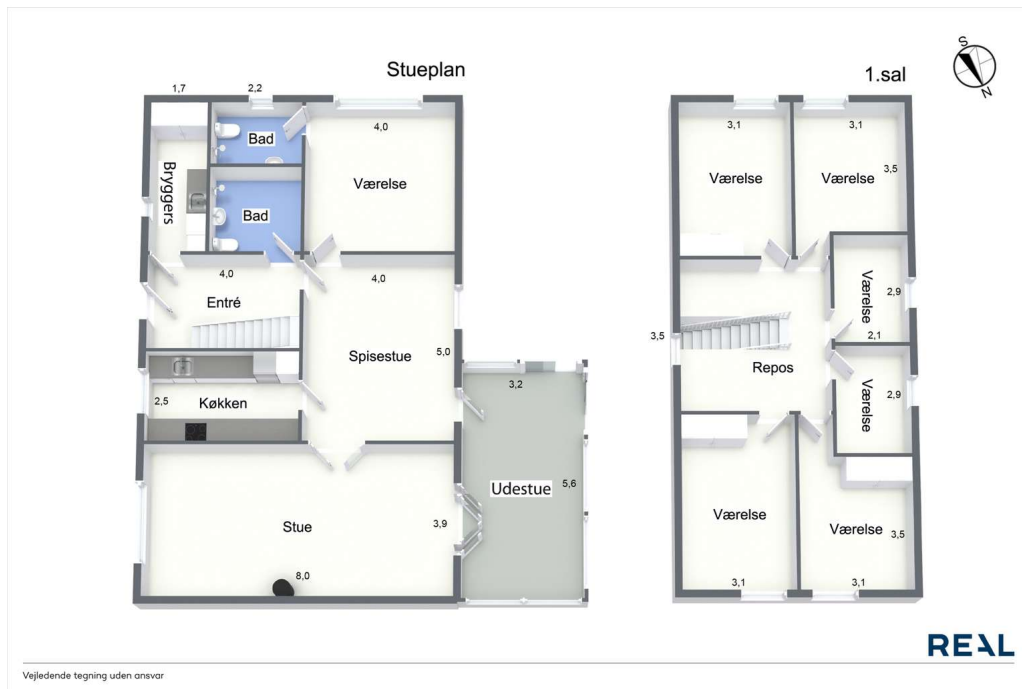 Stueplan
1.sal
S
N
1,7
2,2
Bad
4,0
Værelse
Bryggers
Bad
4,0
Entré
4,0
Spisestue
5,0
2,5
Køkken
3,2
Udestue
5,6
Stue
3,9
8,0
3,1
Værelse
3,1
Værelse
3,5
Værelse
2,9
2,1
3,5
Repos
Værelse
2,9
Værelse
3,1
Værelse
3,5
3,1
REAL
Vejledende tegning uden ansvar